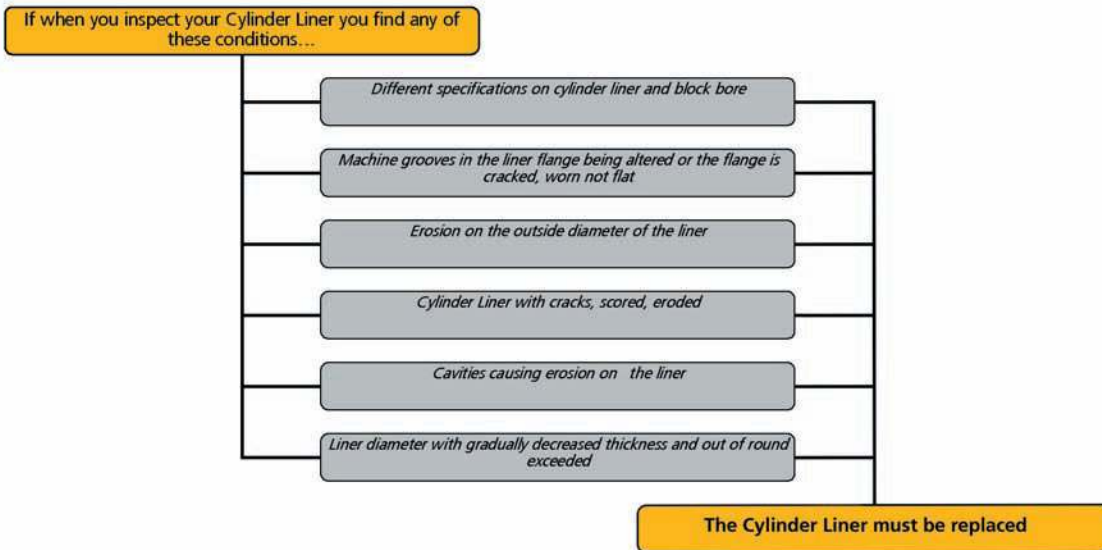 If when you inspect your Cylinder Liner you find any of
these conditions...
Different specifications on cylinder liner and block bore
Machine grooves in the liner flange being altered or the flange is
cracked, worn not flat
Erosion on the outside diameter of the liner
Cylinder Liner with cracks, scored, eroded
Cavities causing erosion on the liner
Liner diameter with gradually decreased thickness and out of round
exceeded
The Cylinder Liner must be replaced